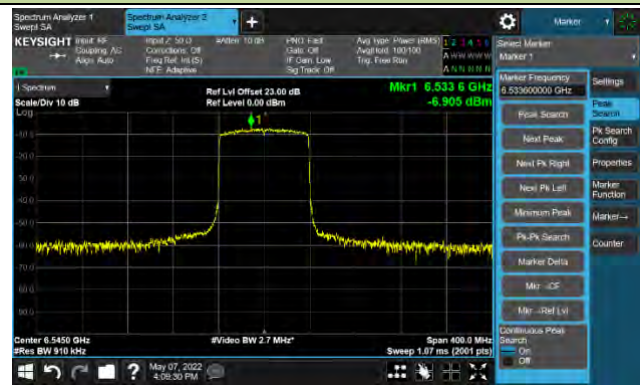 Spectrum Analyzer 1
Swept SA
Spectrum Analyzer 2
Swept SA
+
Marker
KEYSIGHT
Input: RF
Coupling: AC
Align: Auto
Input Z: 50 Ω
Corrections: Off
Freq Ref: Int (S)
NFE: Adaptive
#Atten: 10 dB
PNO: Fast
Gate: Off
IF Gain: Low
Sig Track: Off
Avg Type: Power (RMS)
Avg|Hold: 100/100
Trig: Free Run
1 2 3 4 5 6
A W W W W W
A N N N N N
Select Marker
Marker 1
1 Spectrum
Scale/Div 10 dB
Log
Ref Lvl Offset 23.00 dB
Ref Level 0.00 dBm
Mkr1 6.533 6 GHz
-6.905 dBm
1
-10.0
-20.0
-30.0
-40.0
-50.0
-60.0
-70.0
-80.0
-90.0
Center 6.5450 GHz
#Res BW 910 kHz
#Video BW 2.7 MHz*
Span 400.0 MHz
Sweep 1.07 ms (2001 pts)
Marker Frequency
6.533600000 GHz
Peak Search
Next Peak
Next Pk Right
Next Pk Left
Minimum Peak
Pk-Pk Search
Marker Delta
Mkr→CF
Mkr→Ref Lvl
Continuous Peak
Search
On
Off
Settings
Peak
Search
Pk Search
Config
Properties
Marker
Function
Marker→
Counter
?
May 07, 2022
4:09:30 PM